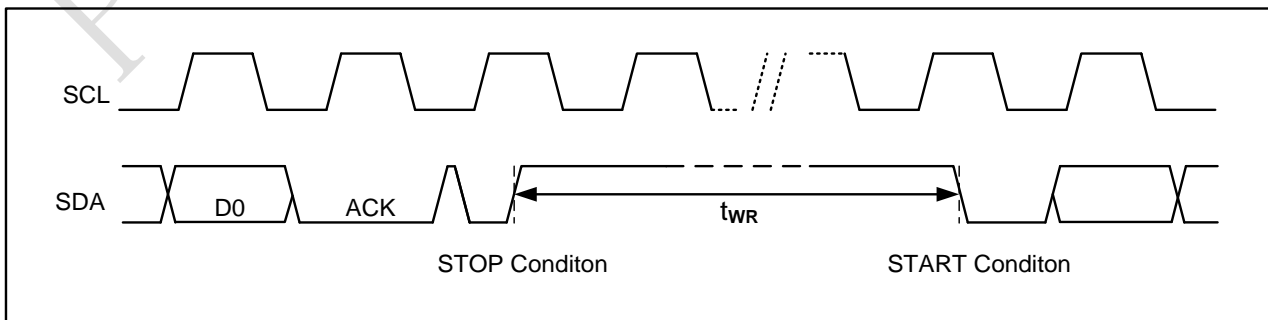 SCL
SDA
D0
ACK
tWR
STOP Conditon
START Conditon